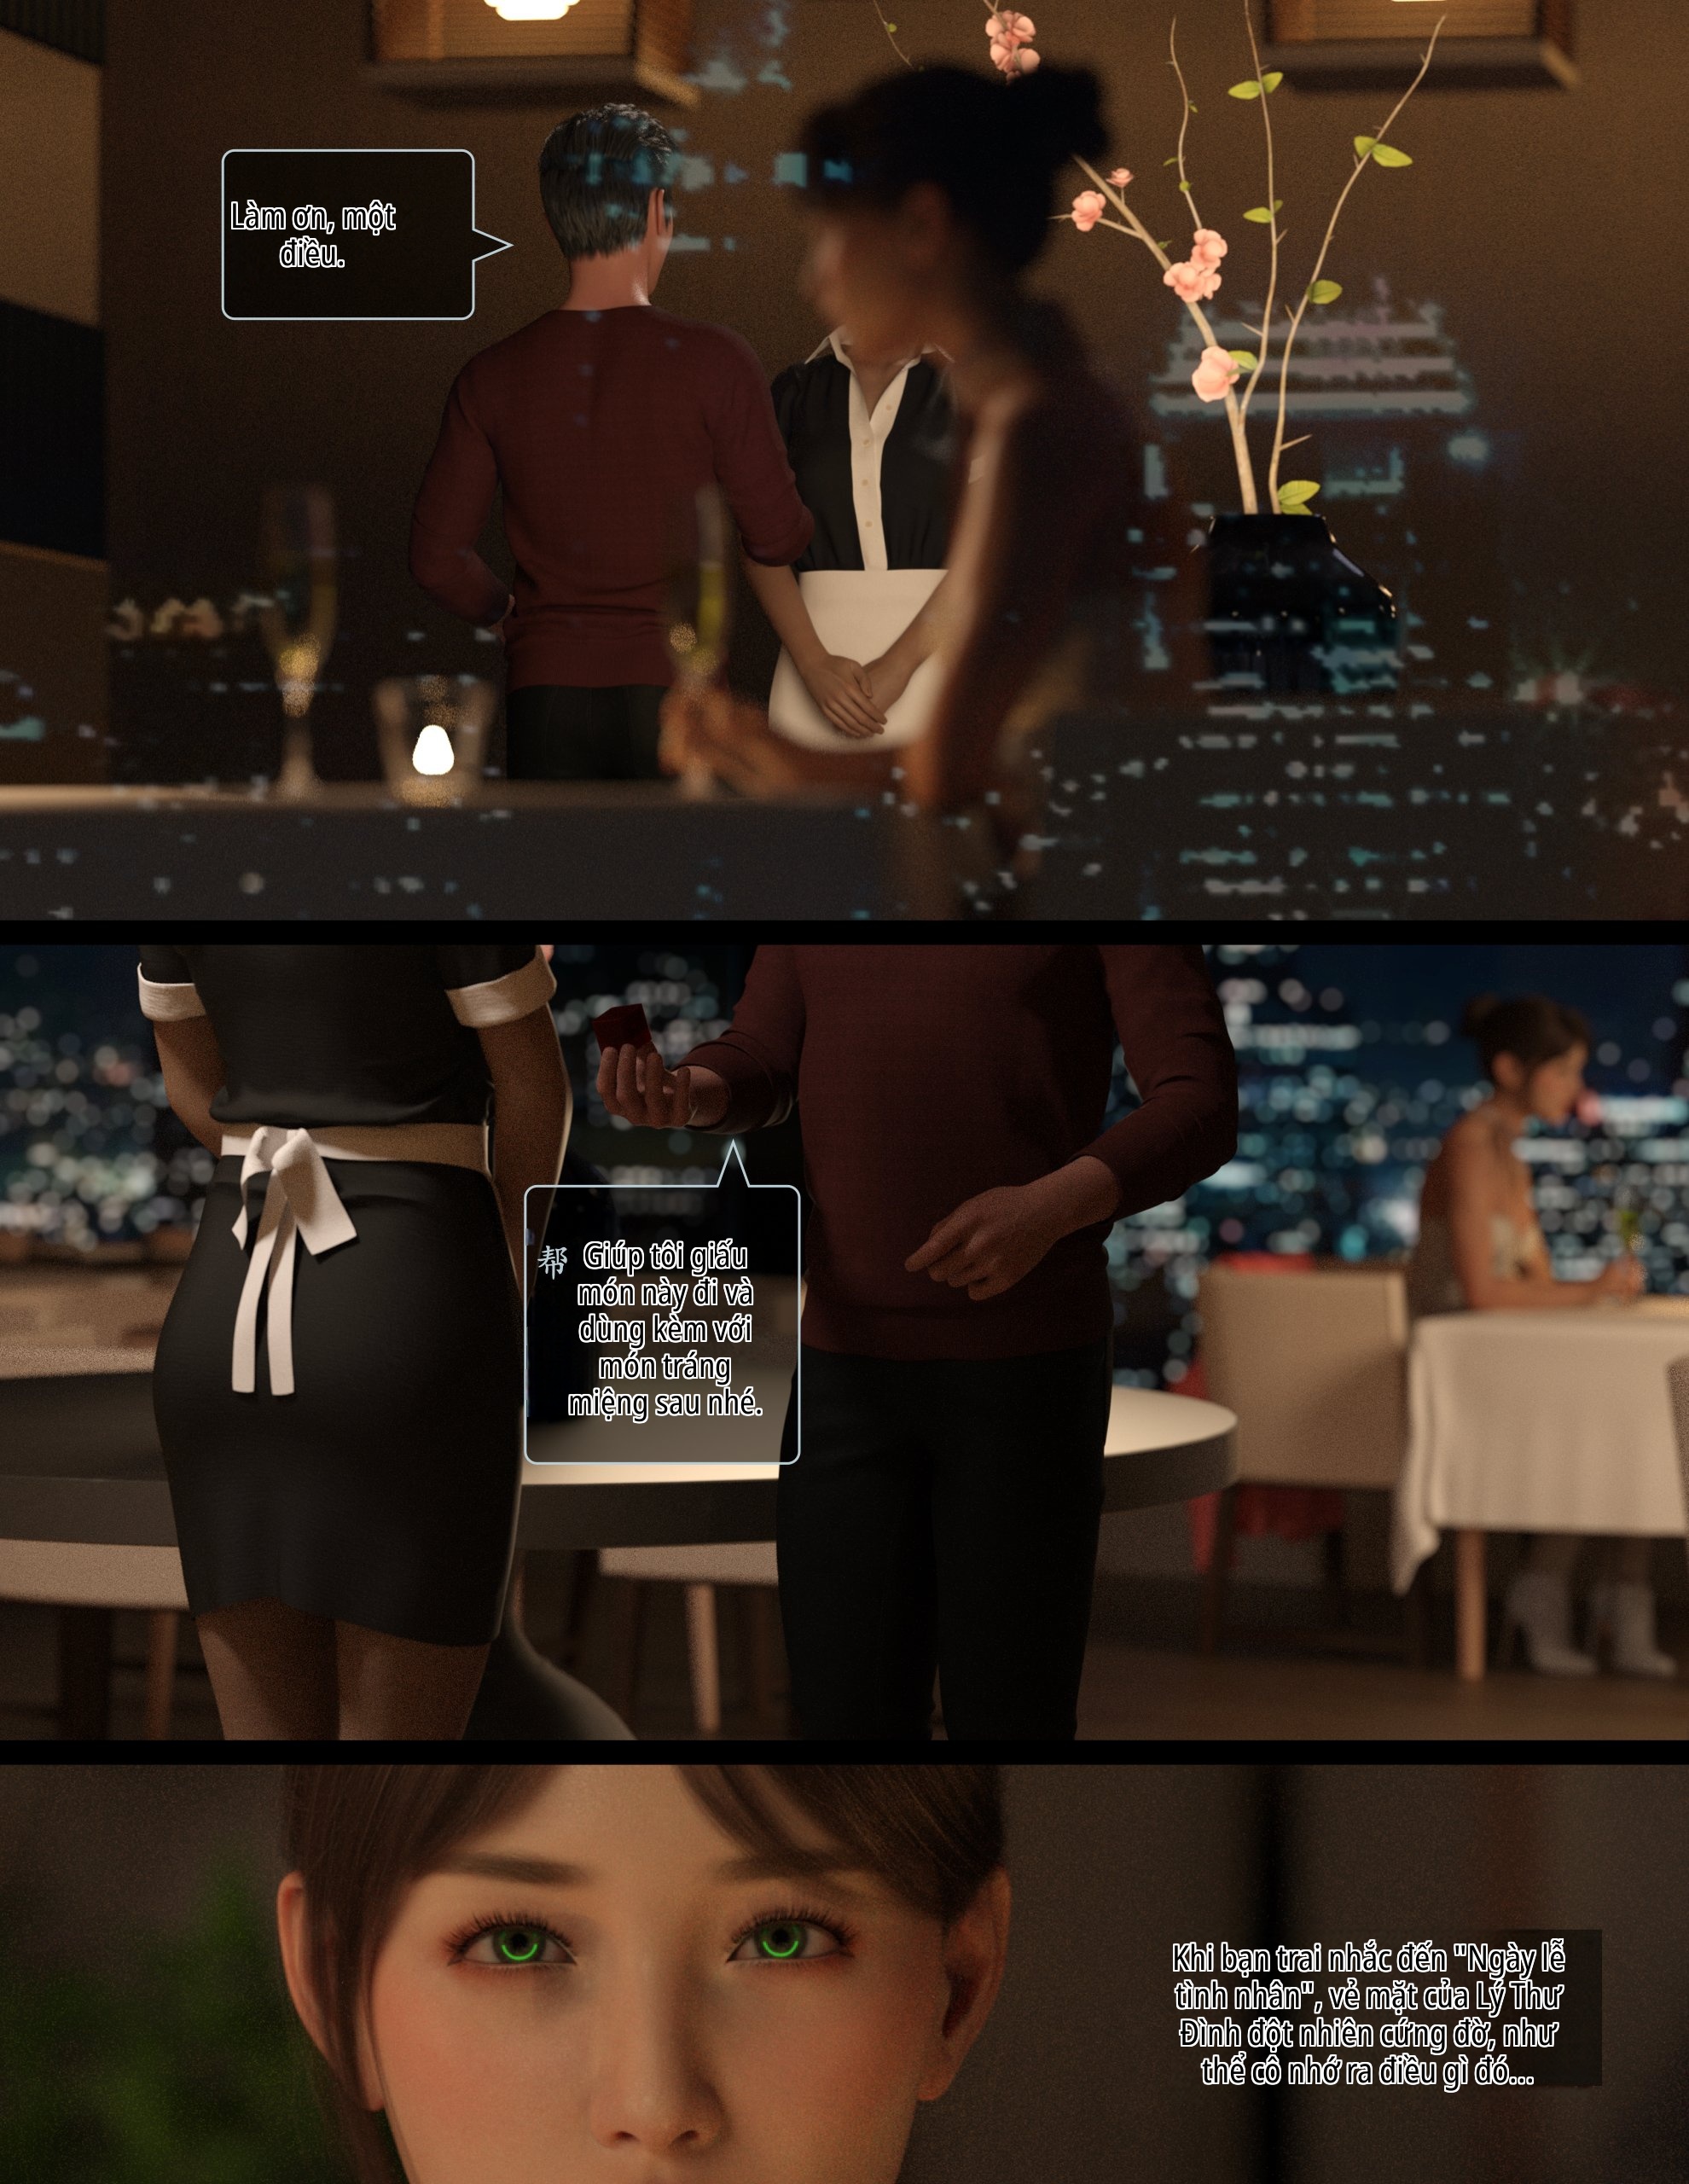 Làm ơn, một
điều.
帮 Giúp tôi giấu
món này đi và
dùng kèm với
món tráng
miệng sau nhé.
Khi bạn trai nhắc đến "Ngày lễ
tình nhân", vẻ mặt của Lý Thư
Đình đột nhiên cứng đờ, như
thể cô nhớ ra điều gì đó...